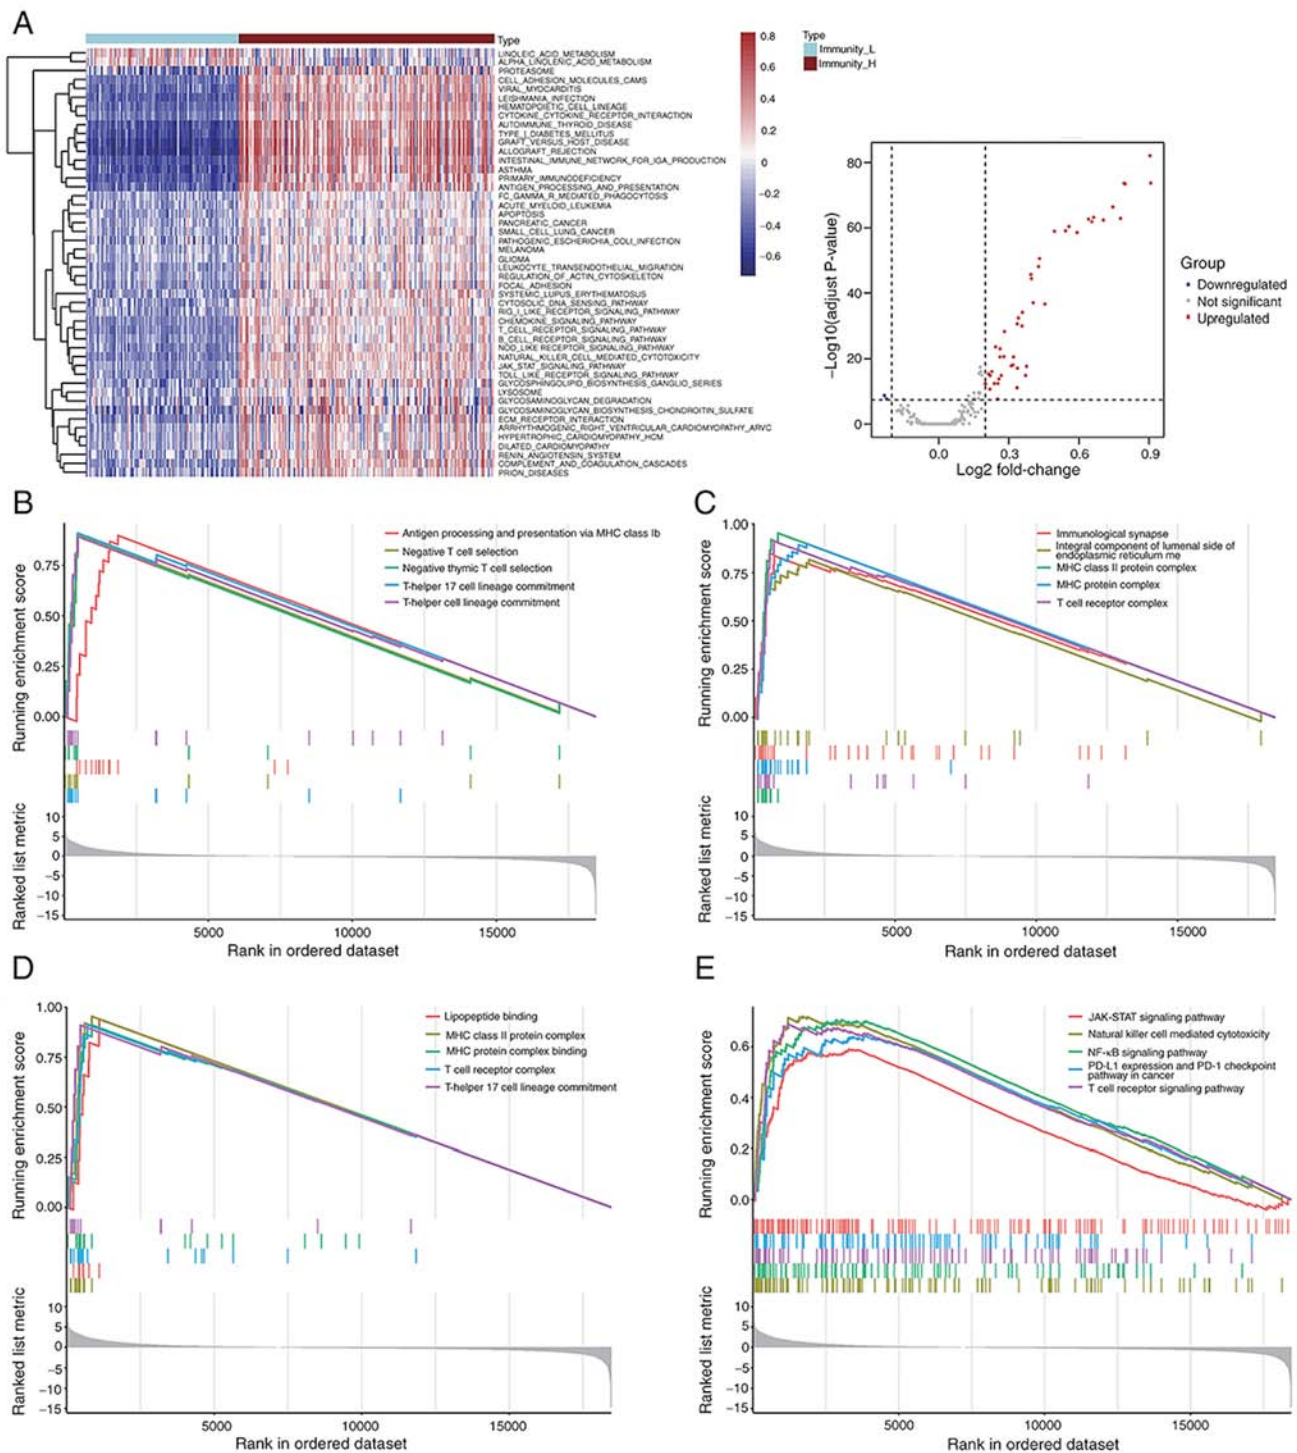 A
Type
LINOLEIC_ACID_METABOLISM
ALPHA_LINOLENIC_ACID_METABOLISM
PROTEASOME
CELL_ADHESION_MOLECULES_CAMS
VIRAL_MYOCARDITIS
LEISHMANIA_INFECTION
HEMATOPOIETIC_CELL_LINEAGE
CYTOKINE_CYTOKINE_RECEPTOR_INTERACTION
AUTOIMMUNE_THYROID_DISEASE
TYPE_I_DIABETES_MELLITUS
GRAFT_VERSUS_HOST_DISEASE
ALLOGRAFT_REJECTION
INTESTINAL_IMMUNE_NETWORK_FOR_IGA_PRODUCTION
ASTHMA
PRIMARY_IMMUNODEFICIENCY
ANTIGEN_PROCESSING_AND_PRESENTATION
FC_GAMMA_R_MEDIATED_PHAGOCYTOSIS
ACUTE_MYELOID_LEUKEMIA
APOPTOSIS
PANCREATIC_CANCER
SMALL_CELL_LUNG_CANCER
PATHOGENIC_ESCHERICHIA_COLI_INFECTION
MELANOMA
GLIOMA
LEUKOCYTE_TRANSENDOTHELIAL_MIGRATION
REGULATION_OF_ACTIN_CYTOSKELETON
FOCAL_ADHESION
SYSTEMIC_LUPUS_ERYTHEMATOSUS
CYTOSOLIC_DNA_SENSING_PATHWAY
RIG_I_LIKE_RECEPTOR_SIGNALING_PATHWAY
CHEMOKINE_SIGNALING_PATHWAY
T_CELL_RECEPTOR_SIGNALING_PATHWAY
B_CELL_RECEPTOR_SIGNALING_PATHWAY
NOD_LIKE_RECEPTOR_SIGNALING_PATHWAY
NATURAL_KILLER_CELL_MEDIATED_CYTOTOXICITY
JAK_STAT_SIGNALING_PATHWAY
TOLL_LIKE_RECEPTOR_SIGNALING_PATHWAY
GLYCOSPHINGOLIPID_BIOSYNTHESIS_GANGLIO_SERIES
LYSOSOME
GLYCOSAMINOGLYCAN_DEGRADATION
GLYCOSAMINOGLYCAN_BIOSYNTHESIS_CHONDROITIN_SULFATE
ECM_RECEPTOR_INTERACTION
ARRHYTHMOGENIC_RIGHT_VENTRICULAR_CARDIOMYOPATHY_ARVC
HYPERTROPHIC_CARDIOMYOPATHY_HCM
DILATED_CARDIOMYOPATHY
RENIN_ANGIOTENSIN_SYSTEM
COMPLEMENT_AND_COAGULATION_CASCADES
PRION_DISEASES
0.8
0.6
0.4
0.2
0
−0.2
−0.4
−0.6
Type
Immunity_L
Immunity_H
−Log10(adjust P-value)
80
60
40
20
0
0.0 0.3 0.6 0.9
Log2 fold-change
Group
Downregulated
Not significant
Upregulated
B
Running enrichment score
0.75
0.50
0.25
0.00
Antigen processing and presentation via MHC class Ib
Negative T cell selection
Negative thymic T cell selection
T-helper 17 cell lineage commitment
T-helper cell lineage commitment
Ranked list metric
10
5
0
−5
−10
−15
5000 10000 15000
Rank in ordered dataset
C
Running enrichment score
1.00
0.75
0.50
0.25
0.00
Immunological synapse
Integral component of lumenal side of
endoplasmic reticulum me
MHC class II protein complex
MHC protein complex
T cell receptor complex
Ranked list metric
10
5
0
−5
−10
−15
5000 10000 15000
Rank in ordered dataset
D
Running enrichment score
1.00
0.75
0.50
0.25
0.00
Lipopeptide binding
MHC class II protein complex
MHC protein complex binding
T cell receptor complex
T-helper 17 cell lineage commitment
Ranked list metric
10
5
0
−5
−10
−15
5000 10000 15000
Rank in ordered dataset
E
Running enrichment score
0.6
0.4
0.2
0.0
JAK-STAT signaling pathway
Natural killer cell mediated cytotoxicity
NF-κB signaling pathway
PD-L1 expression and PD-1 checkpoint
pathway in cancer
T cell receptor signaling pathway
Ranked list metric
10
5
0
−5
−10
−15
5000 10000 15000
Rank in ordered dataset